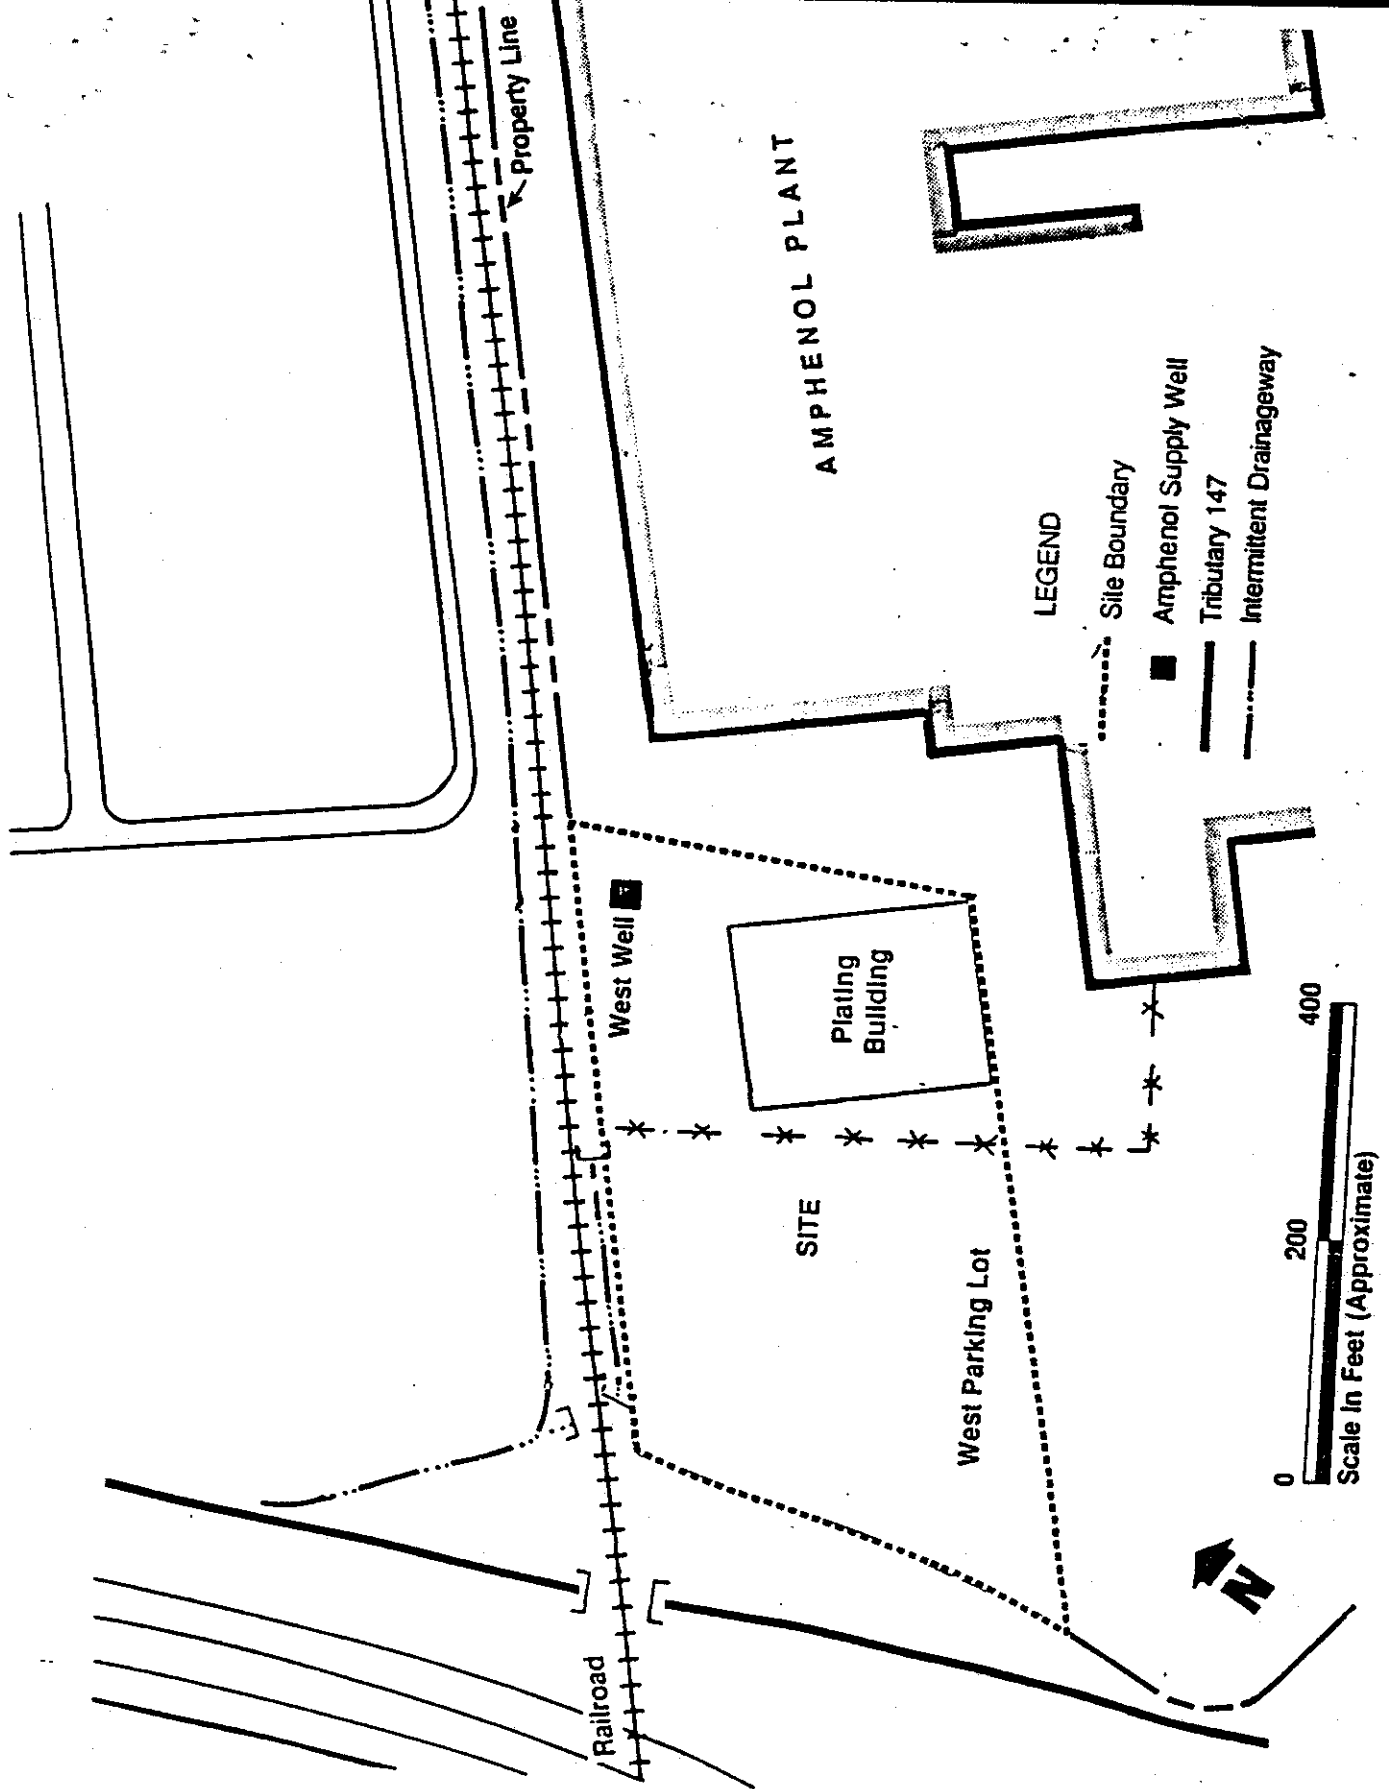 Property Line
AMPHENOL PLANT
West Well
Plating
Building
SITE
West Parking Lot
Railroad
LEGEND
Site Boundary
Amphenol Supply Well
Tributary 147
Intermittent Drainageway
N
0 200 400
Scale In Feet (Approximate)